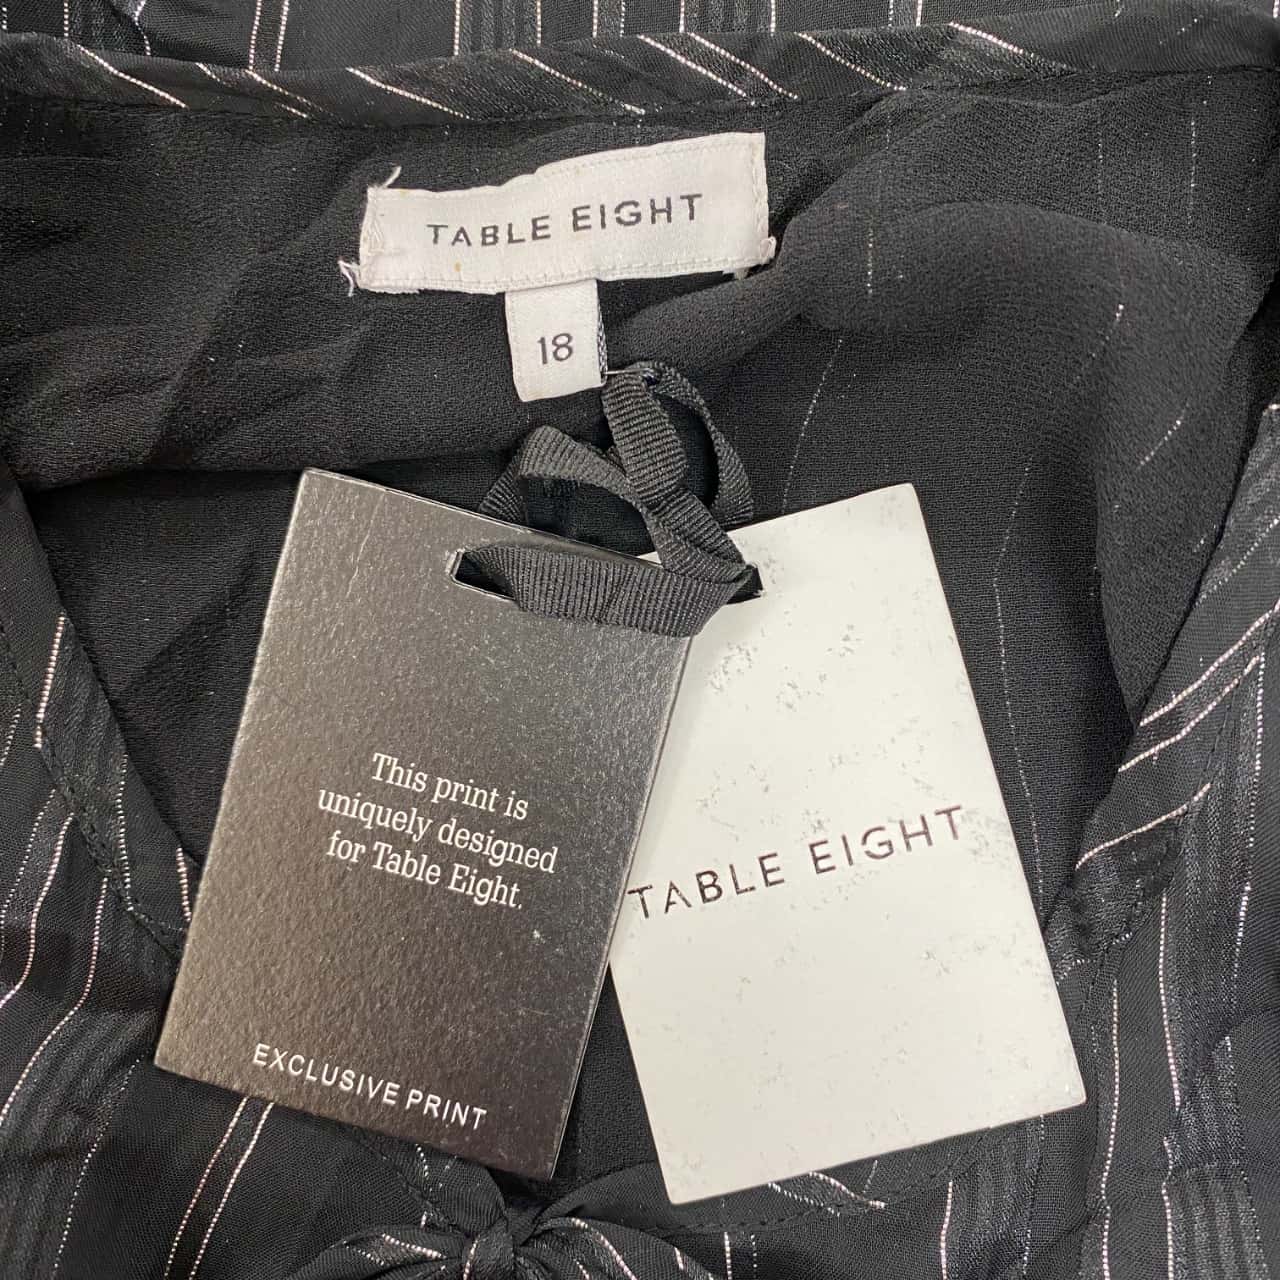 TABLE EIGHT
18
This print is
uniquely designed
for Table Eight.
EXCLUSIVE PRINT
TABLE EIGHT